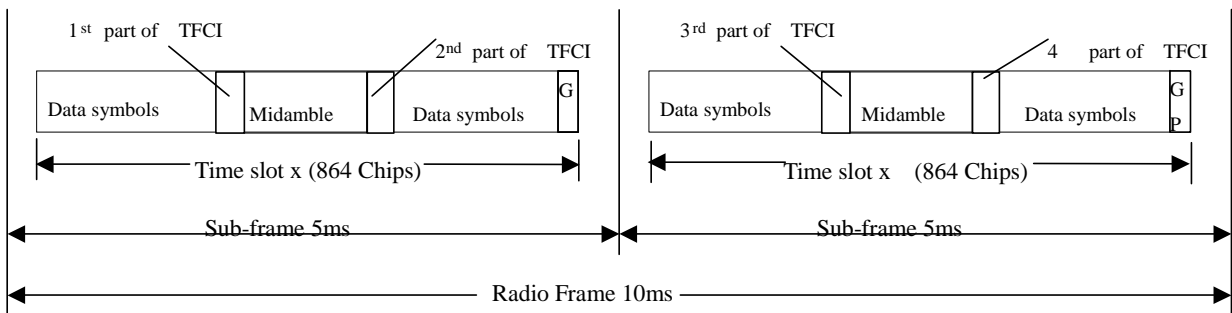 1st part of TFCI
2nd part of TFCI
3rd part of TFCI
4 part of TFCI
Data symbols
Midamble
Data symbols
G
Data symbols
Midamble
Data symbols
G
P
Time slot x (864 Chips)
Time slot x (864 Chips)
Sub-frame 5ms
Sub-frame 5ms
Radio Frame 10ms